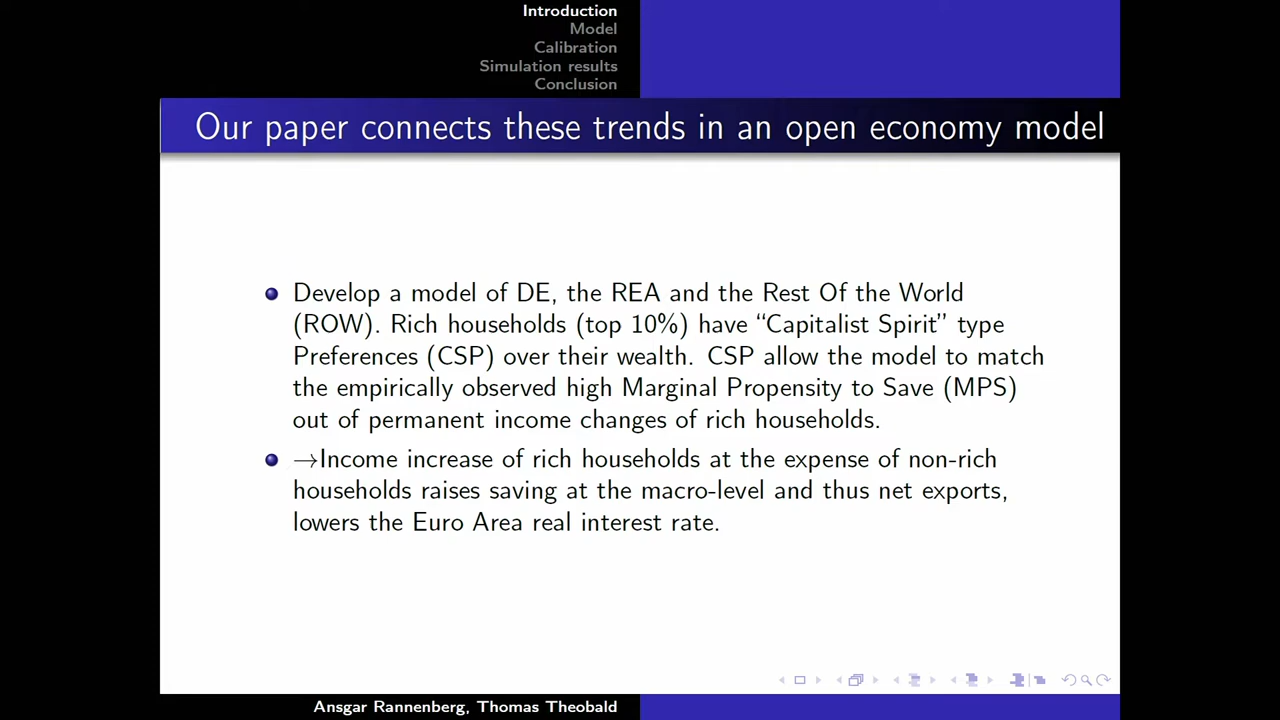 Introduction
Model
Calibration
Simulation results
Conclusion
Our paper connects these trends in an open economy model
Develop a model of DE, the REA and the Rest Of the World
(ROW). Rich households (top 10%) have “Capitalist Spirit” type
Preferences (CSP) over their wealth. CSP allow the model to match
the empirically observed high Marginal Propensity to Save (MPS)
out of permanent income changes of rich households.
→Income increase of rich households at the expense of non-rich
households raises saving at the macro-level and thus net exports,
lowers the Euro Area real interest rate.
Ansgar Rannenberg, Thomas Theobald